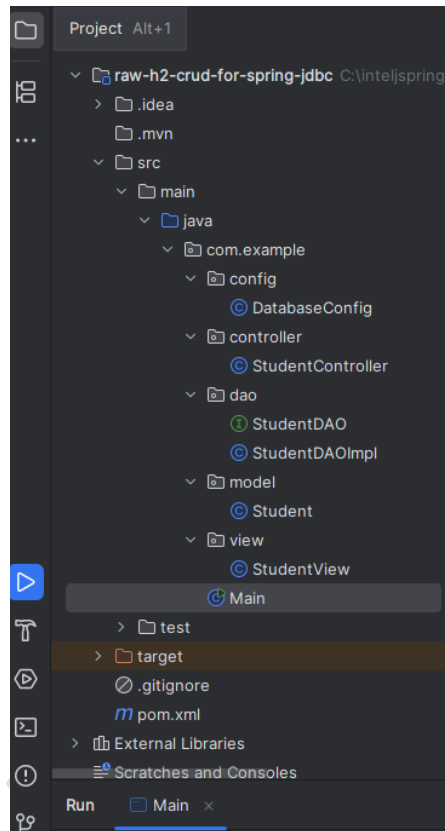 Project Alt+1
raw-h2-crud-for-spring-jdbc C:\inteljspring
.idea
.mvn
src
main
java
com.example
config
DatabaseConfig
controller
StudentController
dao
StudentDAO
StudentDAOImpl
model
Student
view
StudentView
Main
test
target
.gitignore
pom.xml
External Libraries
Scratches and Consoles
Run Main